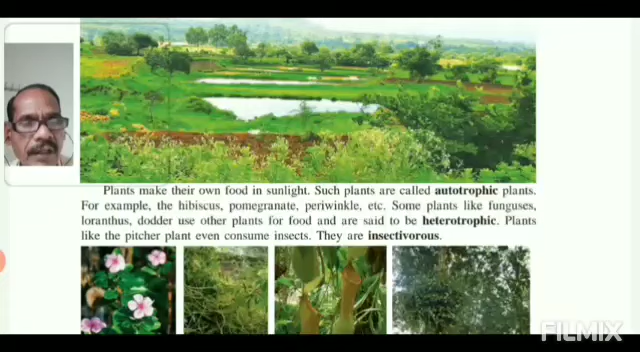 Plants make their own food in sunlight. Such plants are called autotrophic plants.
For example, the hibiscus, pomegranate, periwinkle, etc. Some plants like funguses,
loranthus, dodder use other plants for food and are said to be heterotrophic. Plants
like the pitcher plant even consume insects. They are insectivorous.
FILMIX